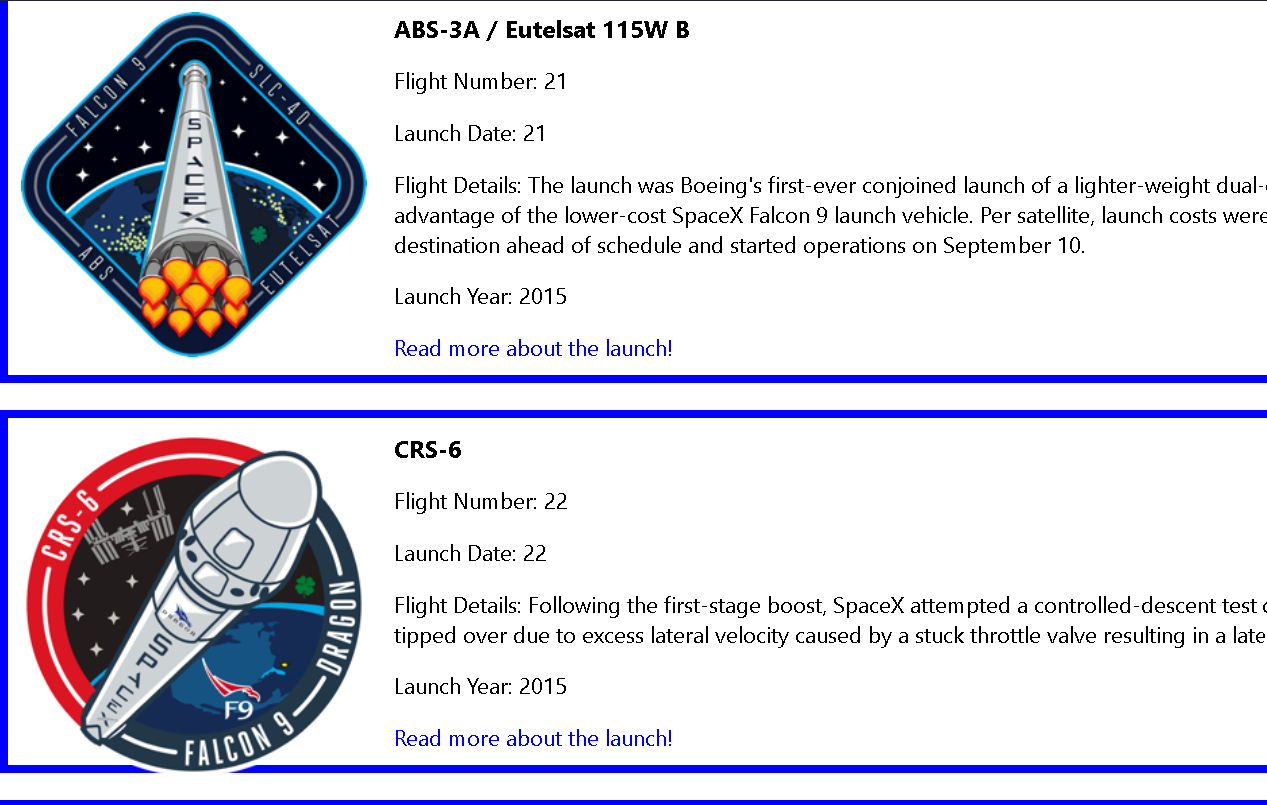 FALCON 9
SLC-40
SPACEX
ABS
EUTELSAT
ABS-3A / Eutelsat 115W B
Flight Number: 21
Launch Date: 21
Flight Details: The launch was Boeing's first-ever conjoined launch of a lighter-weight dual-
advantage of the lower-cost SpaceX Falcon 9 launch vehicle. Per satellite, launch costs were
destination ahead of schedule and started operations on September 10.
Launch Year: 2015
Read more about the launch!
CRS-6
DRAGON
SPACEX
F9
FALCON 9
DRAGON
CRS-6
Flight Number: 22
Launch Date: 22
Flight Details: Following the first-stage boost, SpaceX attempted a controlled-descent test
tipped over due to excess lateral velocity caused by a stuck throttle valve resulting in a late
Launch Year: 2015
Read more about the launch!